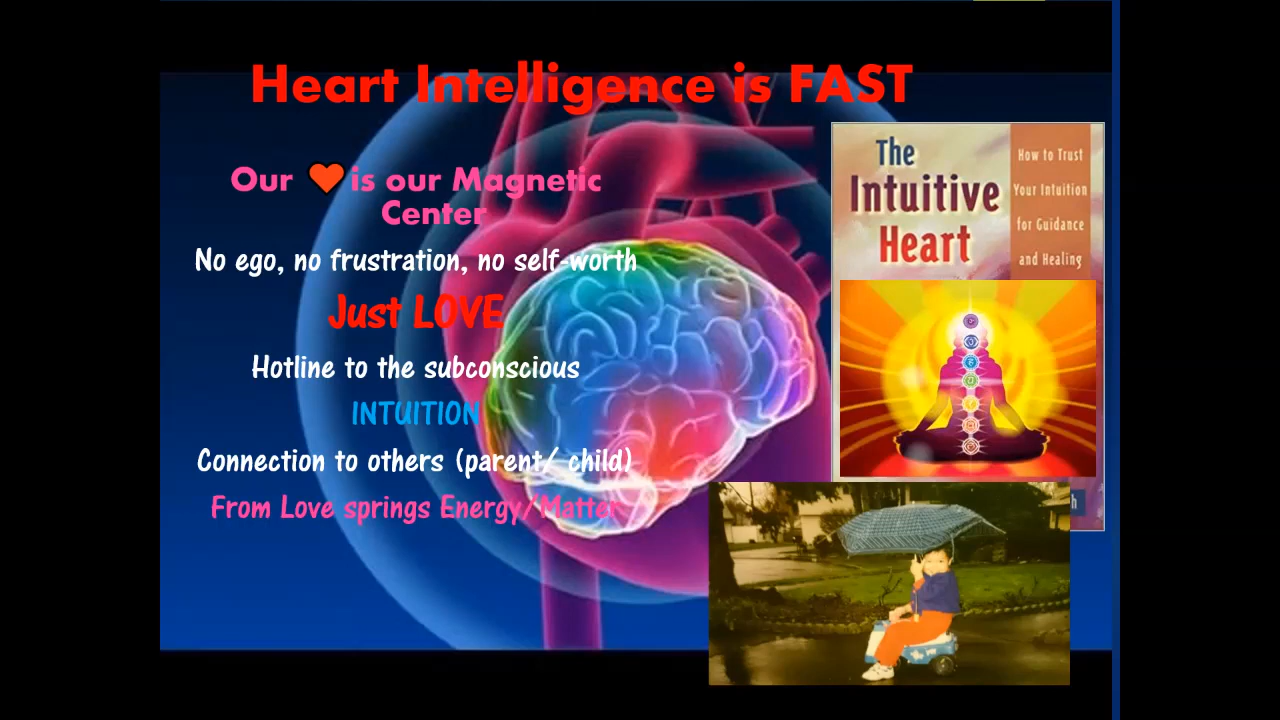 Heart Intelligence is FAST
Our ❤ is our Magnetic
Center
No ego, no frustration, no self-worth
Just LOVE
Hotline to the subconscious
INTUITION
Connection to others (parent/ child)
From Love springs Energy/Matter
The
Intuitive
Heart
How to Trust
Your Intuition
for Guidance
and Healing